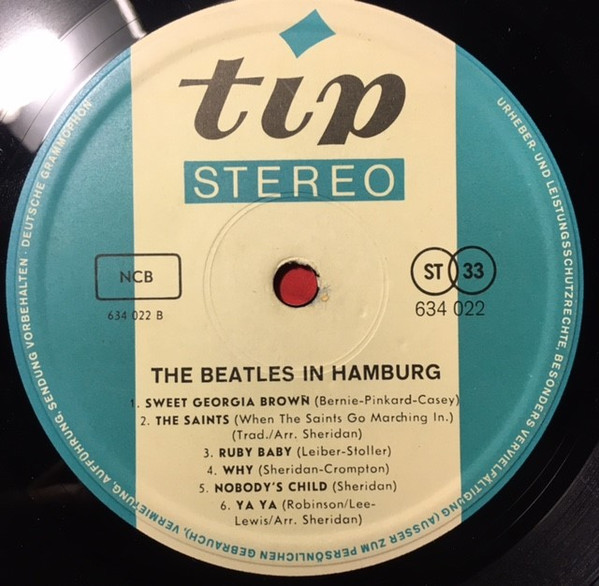 tip
STEREO
NCB
634 022 B
ST 33
634 022
THE BEATLES IN HAMBURG
1. SWEET GEORGIA BROWN (Bernie-Pinkard-Casey)
2. THE SAINTS (When The Saints Go Marching In.)
(Trad./Arr. Sheridan)
3. RUBY BABY (Leiber-Stoller)
4. WHY (Sheridan-Crompton)
5. NOBODY'S CHILD (Sheridan)
6. YA YA (Robinson/Lee-
Lewis/Arr. Sheridan)
URHEBER- UND LEISTUNGSSCHUTZRECHTE, BESONDERS VERVIELFÄLTIGUNG (AUSSER ZUM PERSÖNLICHEN GEBRAUCH), VERMIETUNG, AUFFÜHRUNG, SENDUNG VORBEHALTEN · DEUTSCHE GRAMMOPHON